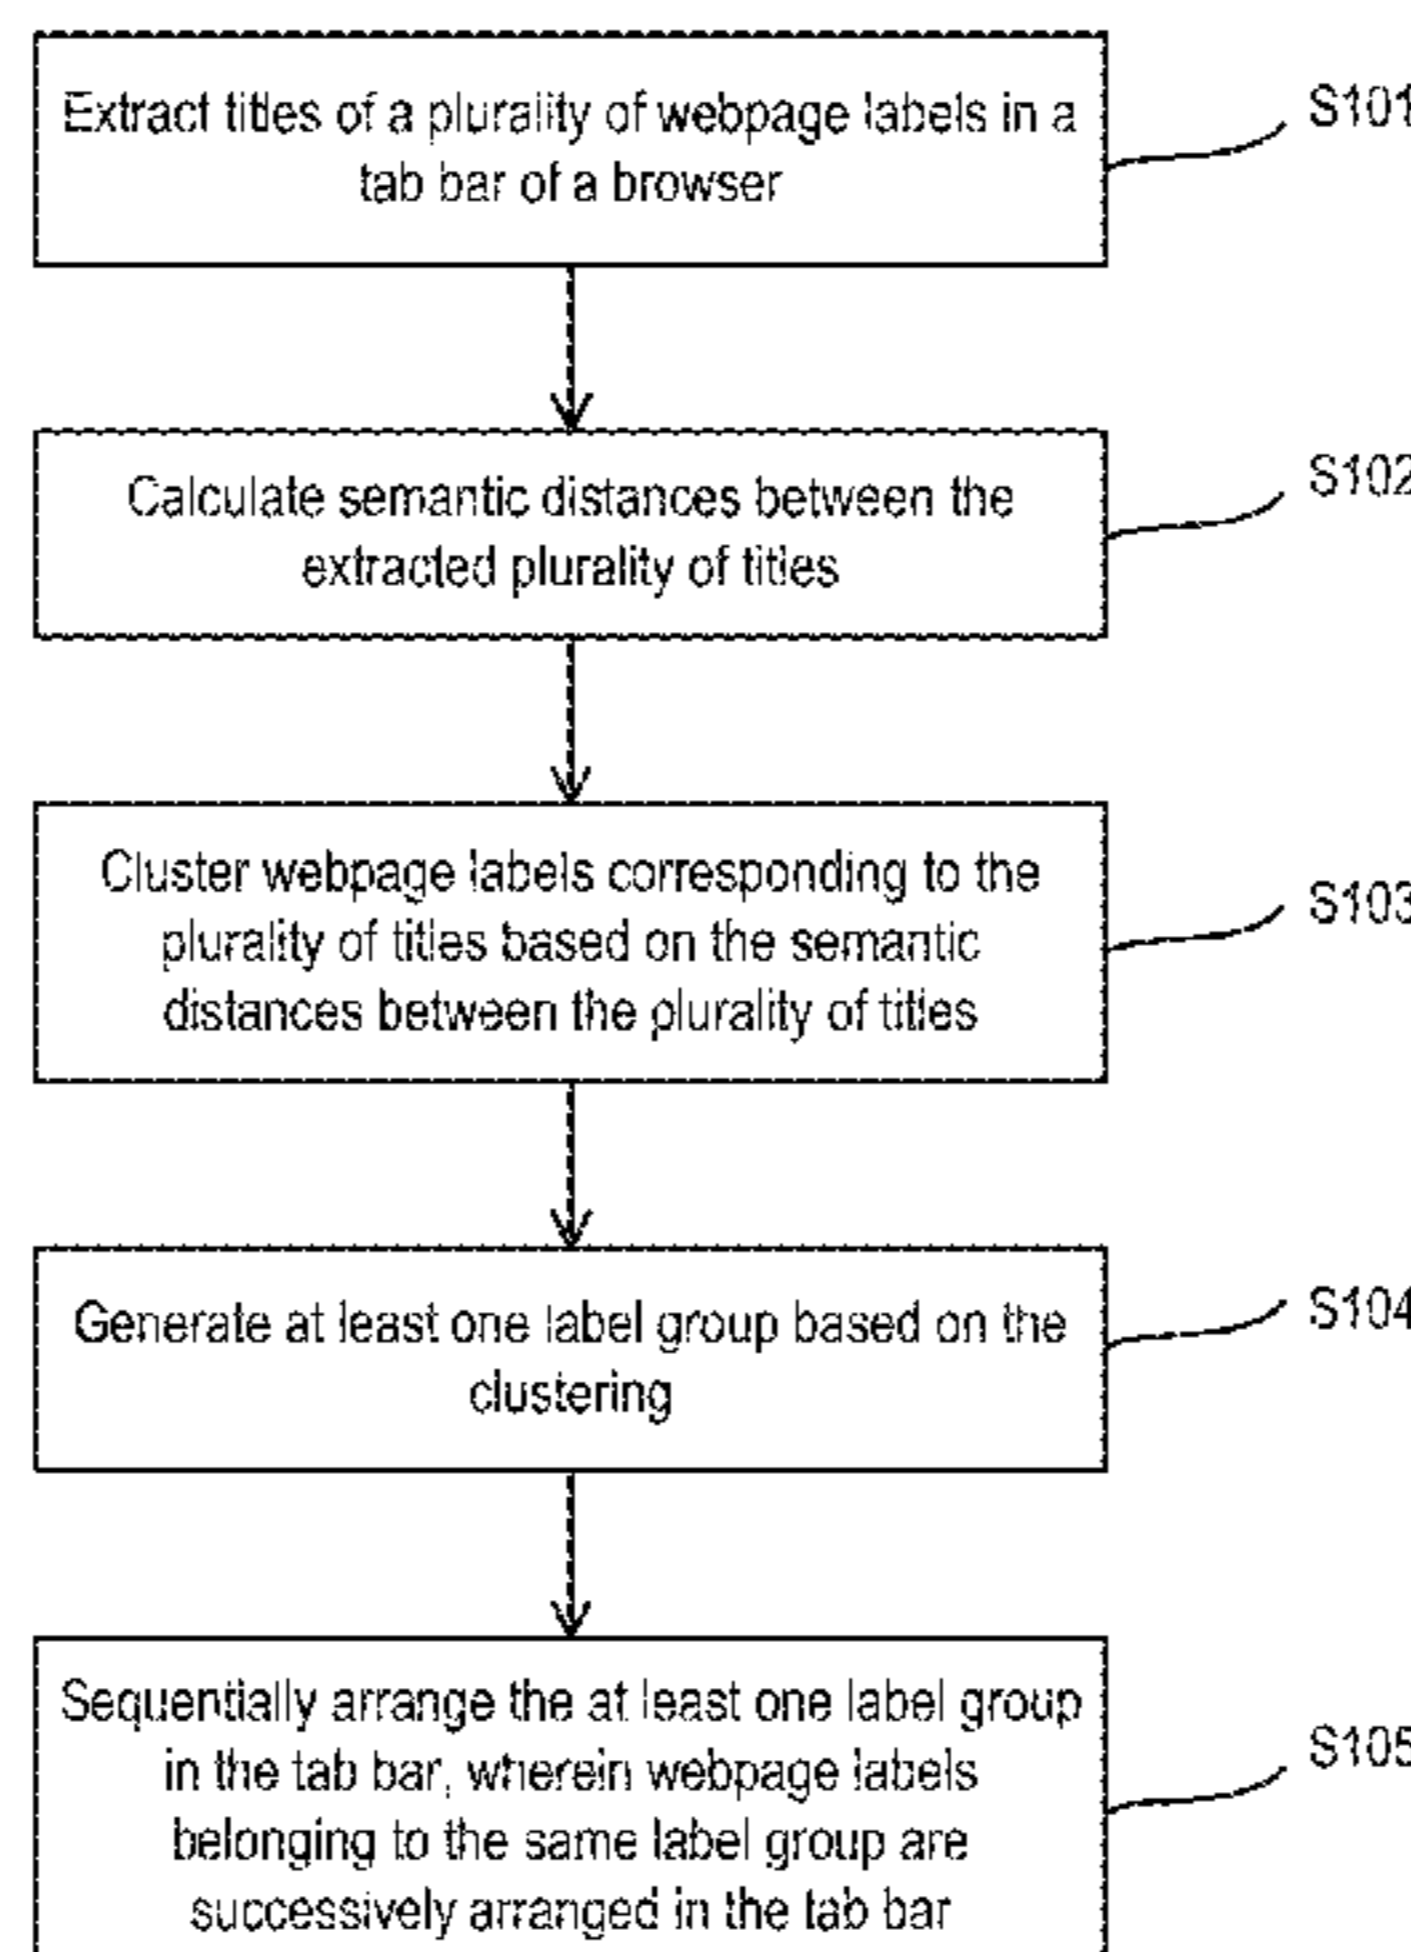 Extract titles of a plurality of webpage labels in a
tab bar of a browser
S101
Calculate semantic distances between the
extracted plurality of titles
S102
Cluster webpage labels corresponding to the
plurality of titles based on the semantic
distances between the plurality of titles
S103
Generate at least one label group based on the
clustering
S104
Sequentially arrange the at least one label group
in the tab bar, wherein webpage labels
belonging to the same label group are
successively arranged in the tab bar
S105